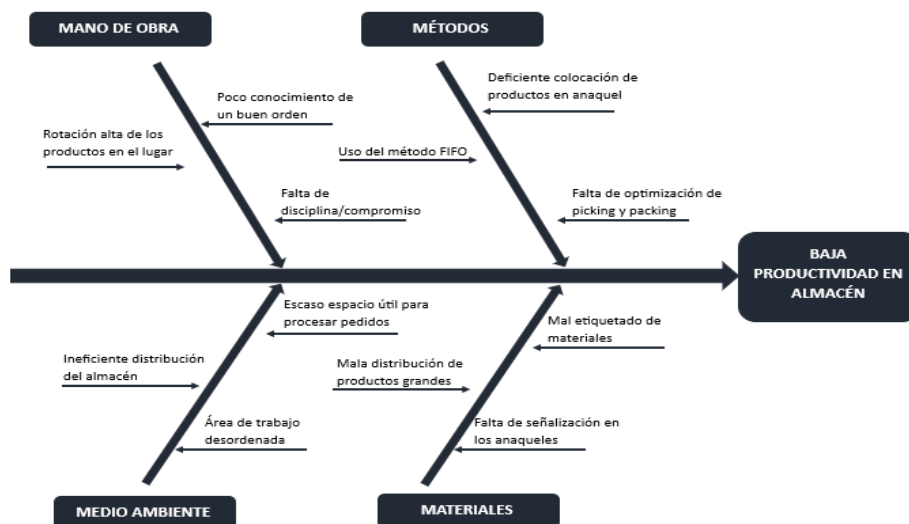 MANO DE OBRA
MÉTODOS
Poco conocimiento de
un buen orden
Rotación alta de los
productos en el lugar
Falta de
disciplina/compromiso
Deficiente colocación de
productos en anaquel
Uso del método FIFO
Falta de optimización de
picking y packing
BAJA
PRODUCTIVIDAD EN
ALMACÉN
Escaso espacio útil para
procesar pedidos
Ineficiente distribución
del almacén
Área de trabajo
desordenada
Mal etiquetado de
materiales
Mala distribución de
productos grandes
Falta de señalización en
los anaqueles
MEDIO AMBIENTE
MATERIALES